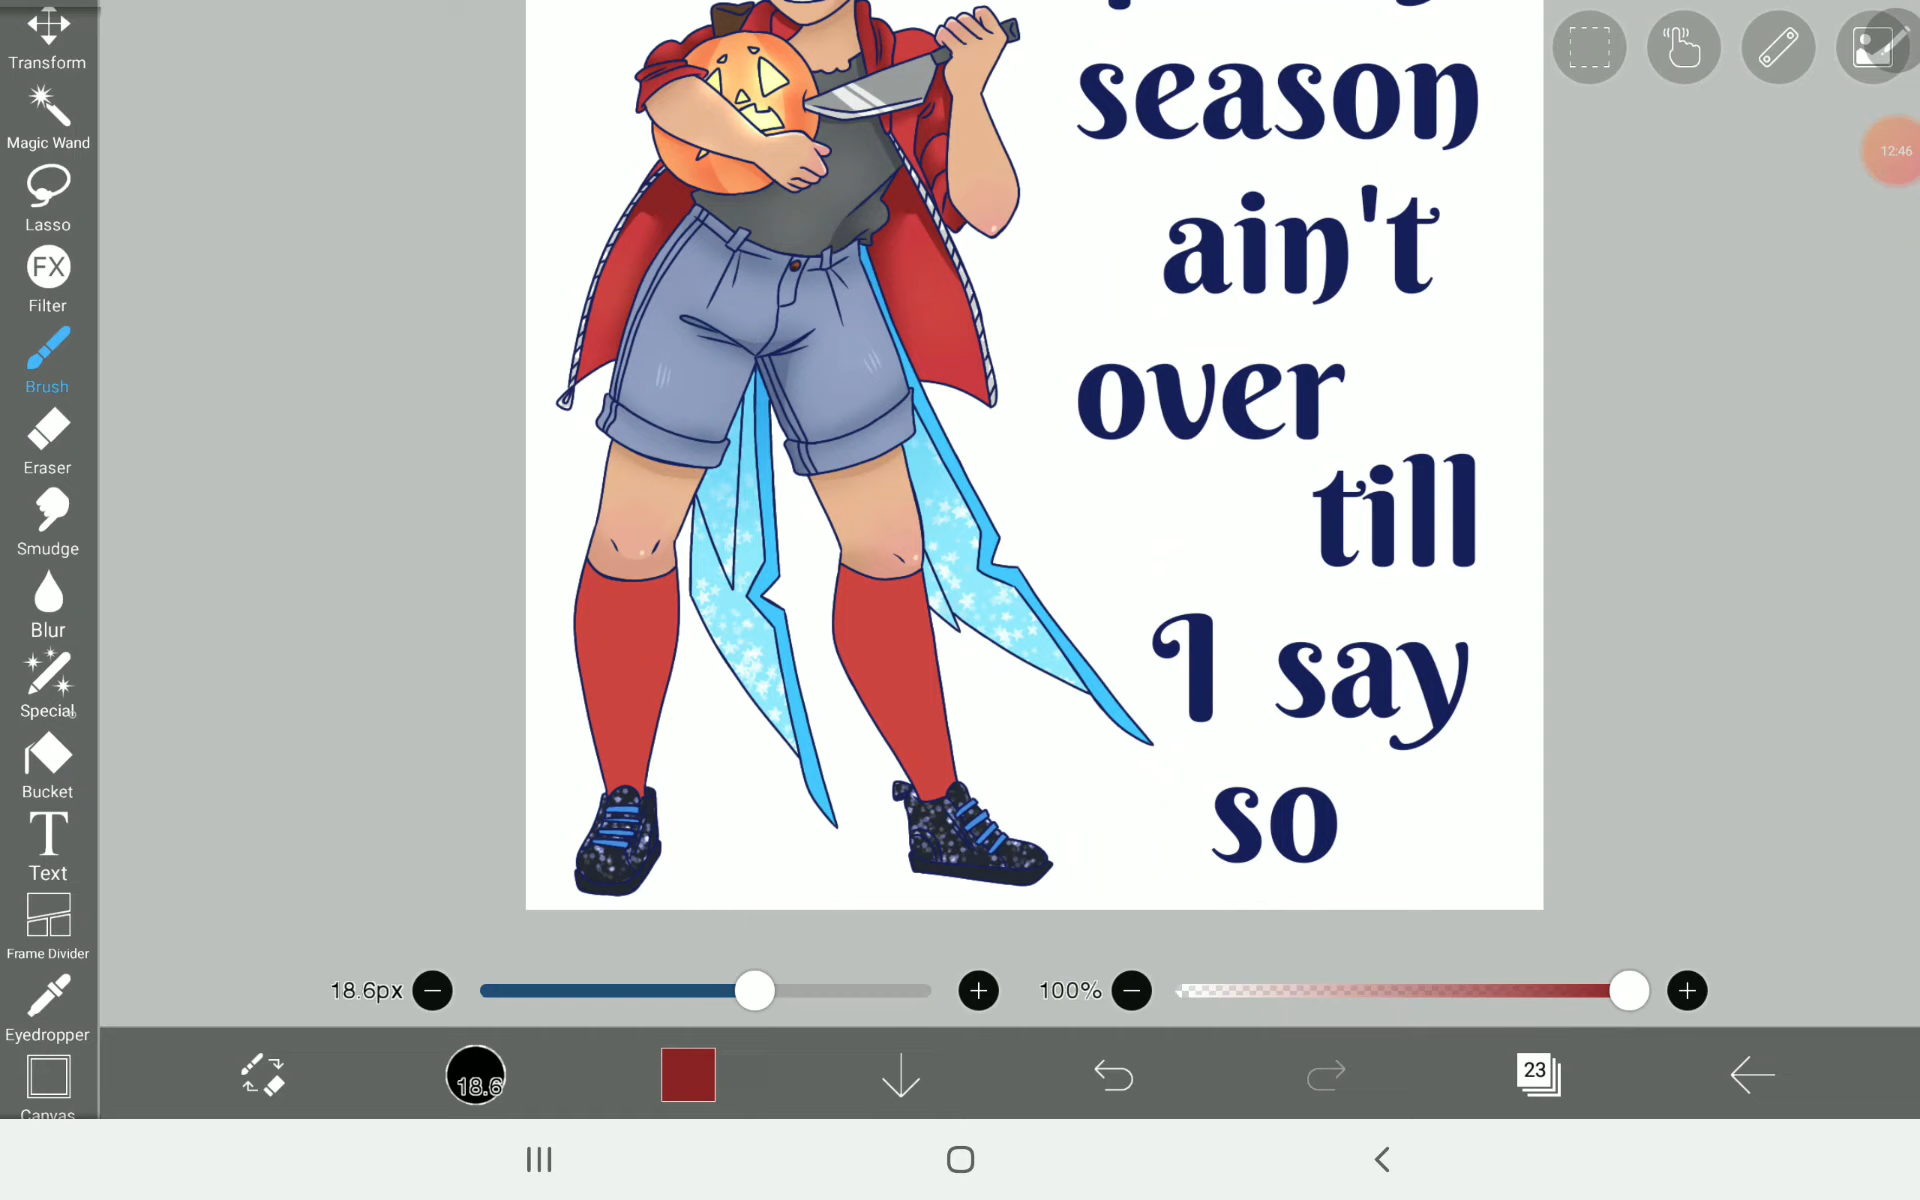 season
ain't
over
till
I say
so
Transform
Magic Wand
Lasso
FX
Filter
Brush
Eraser
Smudge
Blur
Special
Bucket
T
Text
Frame Divider
Eyedropper
Canvas
12:46
18.6px
100%
18.6
23